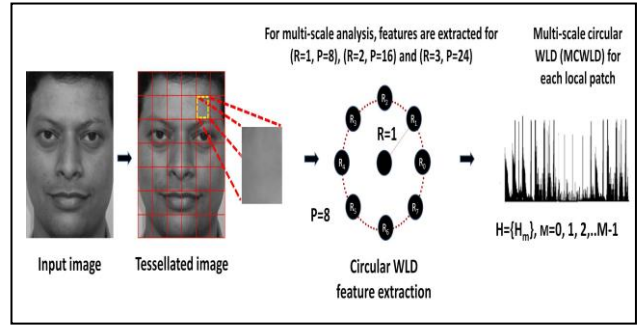 For multi-scale analysis, features are extracted for
(R=1, P=8), (R=2, P=16) and (R=3, P=24)
Multi-scale circular
WLD (MCWLD) for
each local patch
R=1
P=8
H={Hₘ}, M=0, 1, 2,..M-1
Input image
Tessellated image
Circular WLD
feature extraction